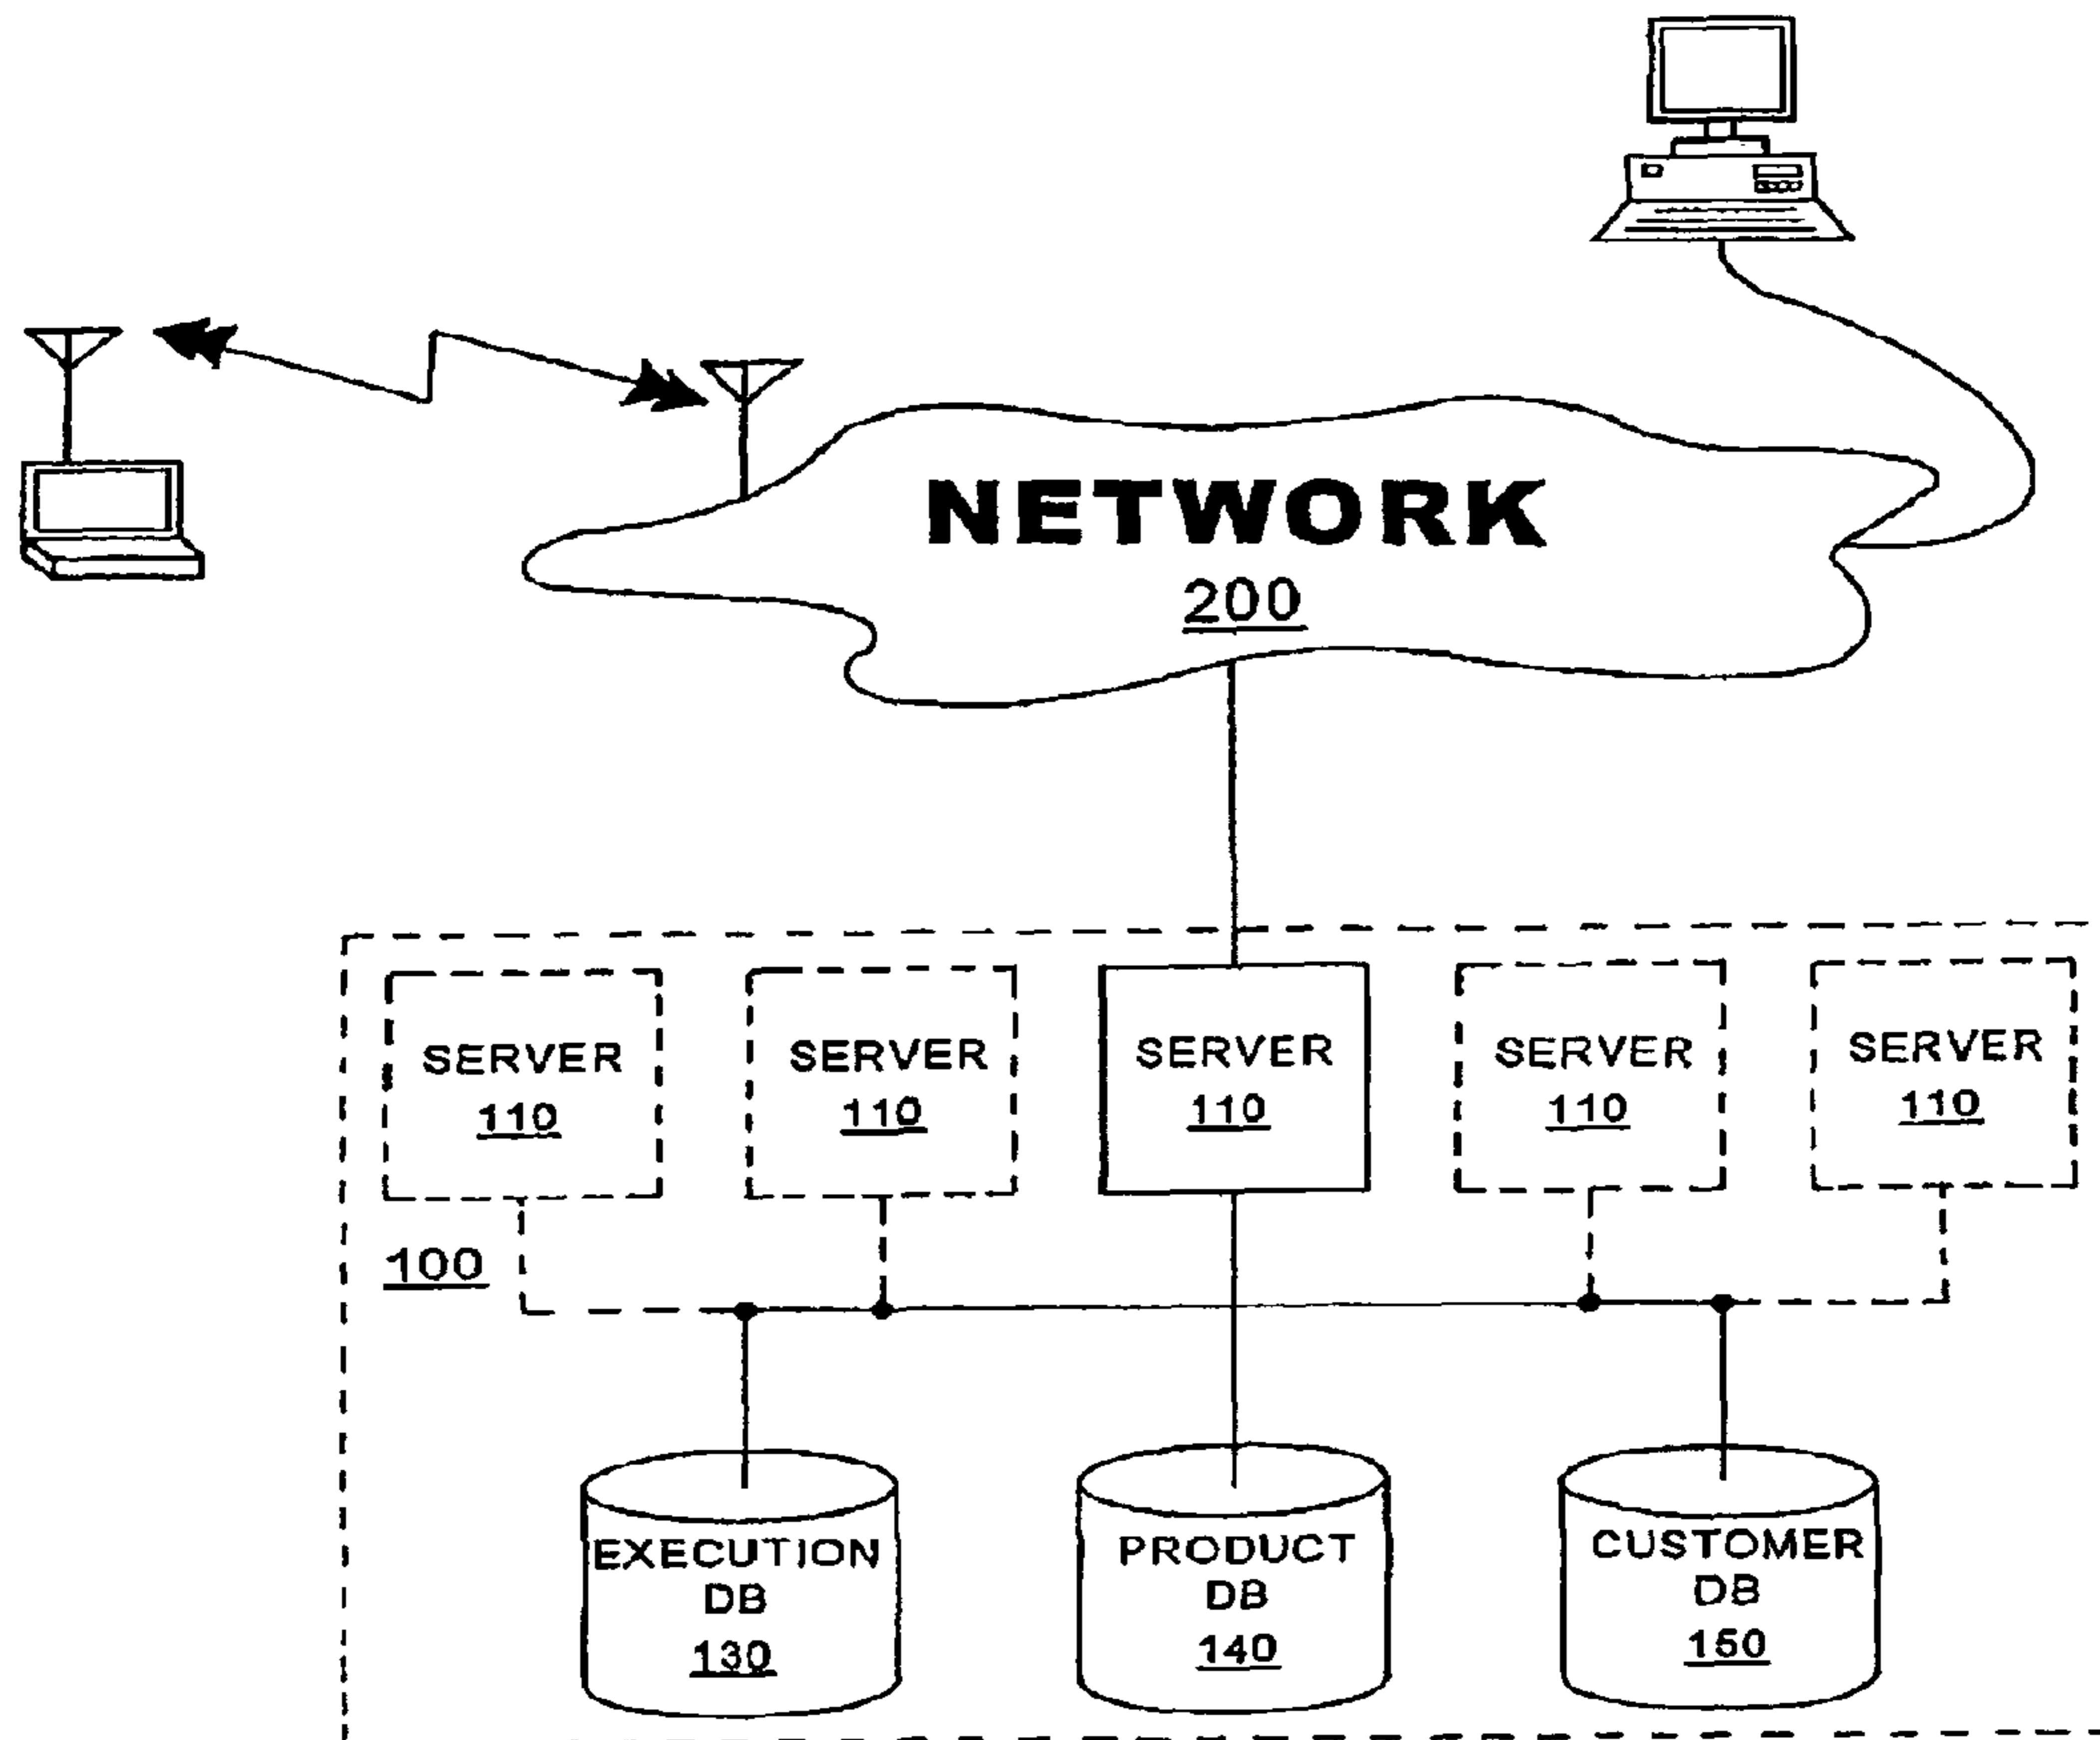 NETWORK
200
SERVER
110
SERVER
110
SERVER
110
SERVER
110
SERVER
110
100
EXECUTION
DB
130
PRODUCT
DB
140
CUSTOMER
DB
150